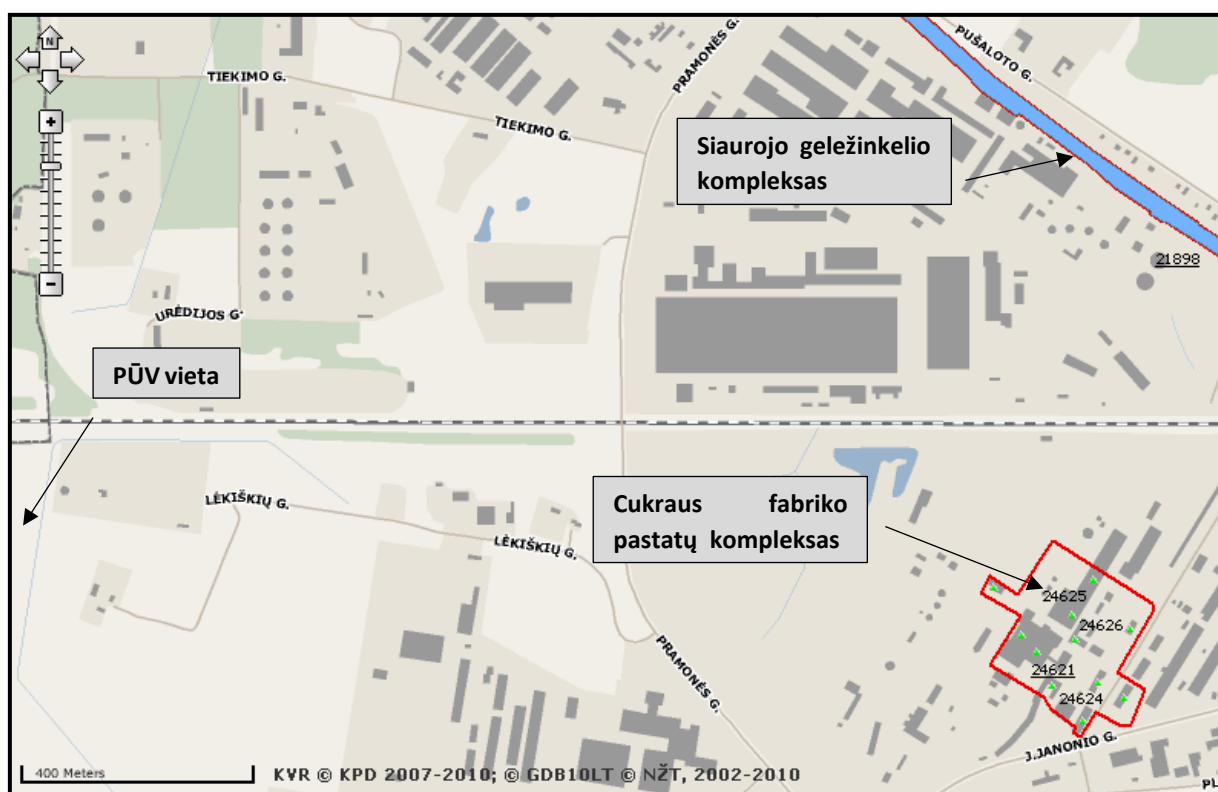 N
PUŠALOTO G.
PRAMONĖS G.
TIEKIMO G.
TIEKIMO G.
Siaurojo geležinkelio
kompleksas
+
21898
−
URĖDIJOS G.
PŪV vieta
LĖKIŠKIŲ G.
Cukraus fabriko
pastatų kompleksas
LĖKIŠKIŲ G.
24625
24626
PRAMONĖS G.
24621
24624
J.JANONIO G.
400 Meters
KVR © KPD 2007-2010; © GDB10LT © NŽT, 2002-2010
PL